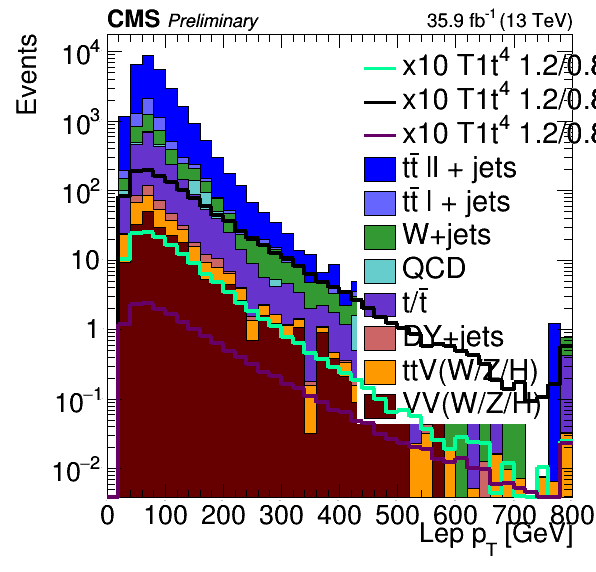 CMS Preliminary 35.9 fb⁻¹ (13 TeV)
Events
10⁴
10³
10²
10
1
10⁻¹
10⁻²
x10 T1t⁴ 1.2/0.8
x10 T1t⁴ 1.2/0.8
x10 T1t⁴ 1.2/0.8
tt̄ ll + jets
tt̄ l + jets
W+jets
QCD
t/t̄
DY+jets
ttV(W/Z/H)
VV(W/Z/H)
0 100 200 300 400 500 600 700 800
Lep p_T [GeV]